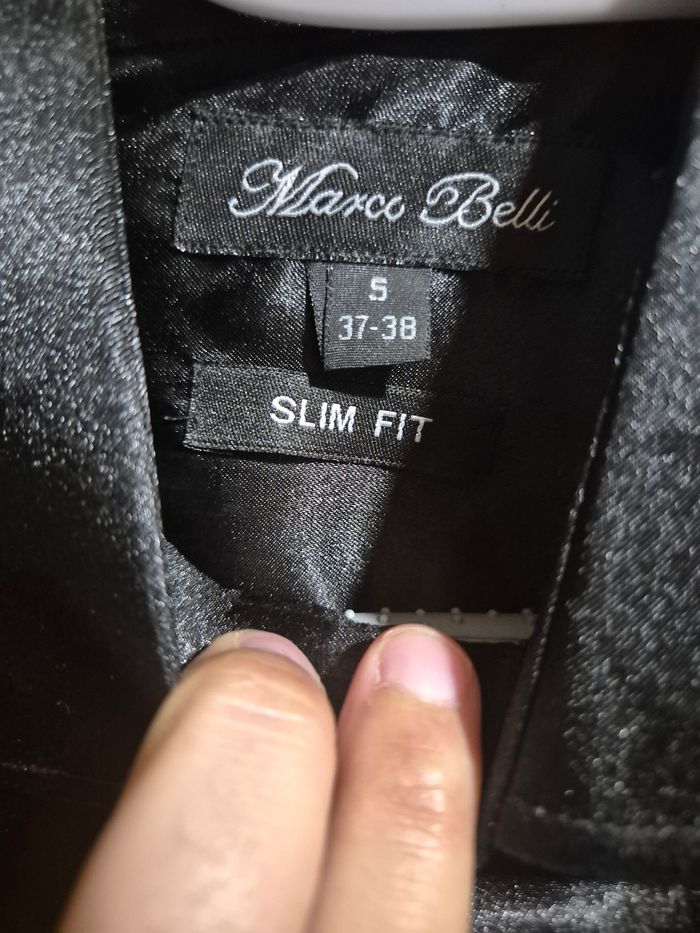 Marco Belli
S
37-38
SLIM FIT